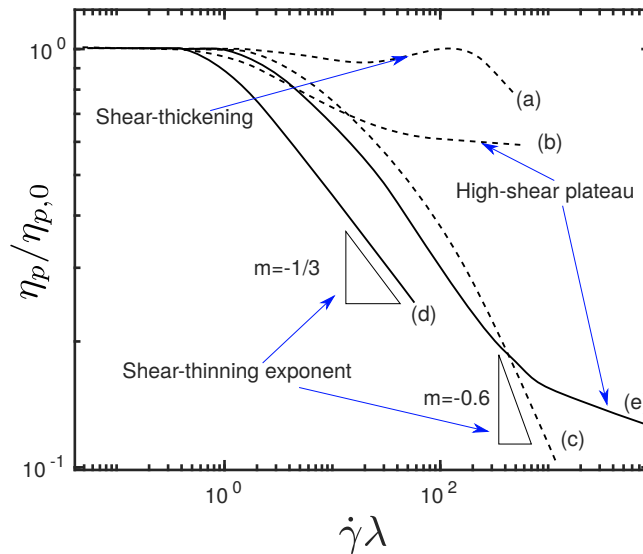 10^0
Shear-thickening
(a)
(b)
High-shear plateau
η_p/η_{p,0}
m=-1/3
(d)
Shear-thinning exponent
m=-0.6
(e
(c)
10^-1
10^0
10^2
γ̇λ